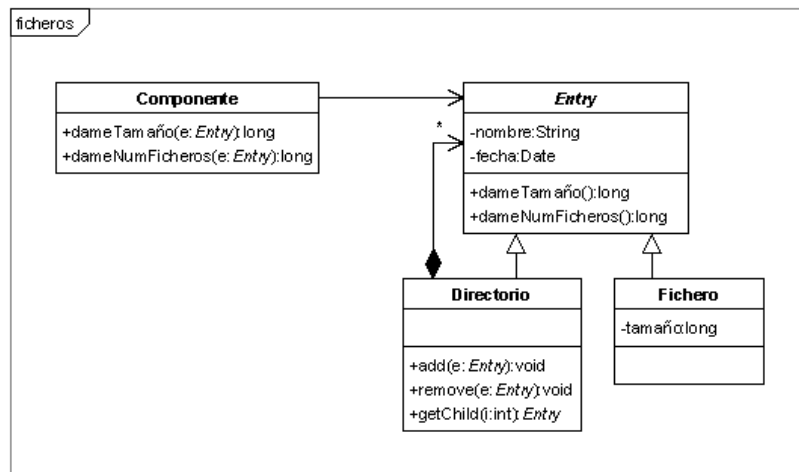 ficheros
Componente
+dameTamaño(e: Entry):long
+dameNumFicheros(e: Entry):long
Entry
-nombre:String
-fecha:Date
+dameTamaño():long
+dameNumFicheros():long
*
Directorio
+add(e: Entry):void
+remove(e: Entry):void
+getChild(i:int): Entry
Fichero
-tamaño:long